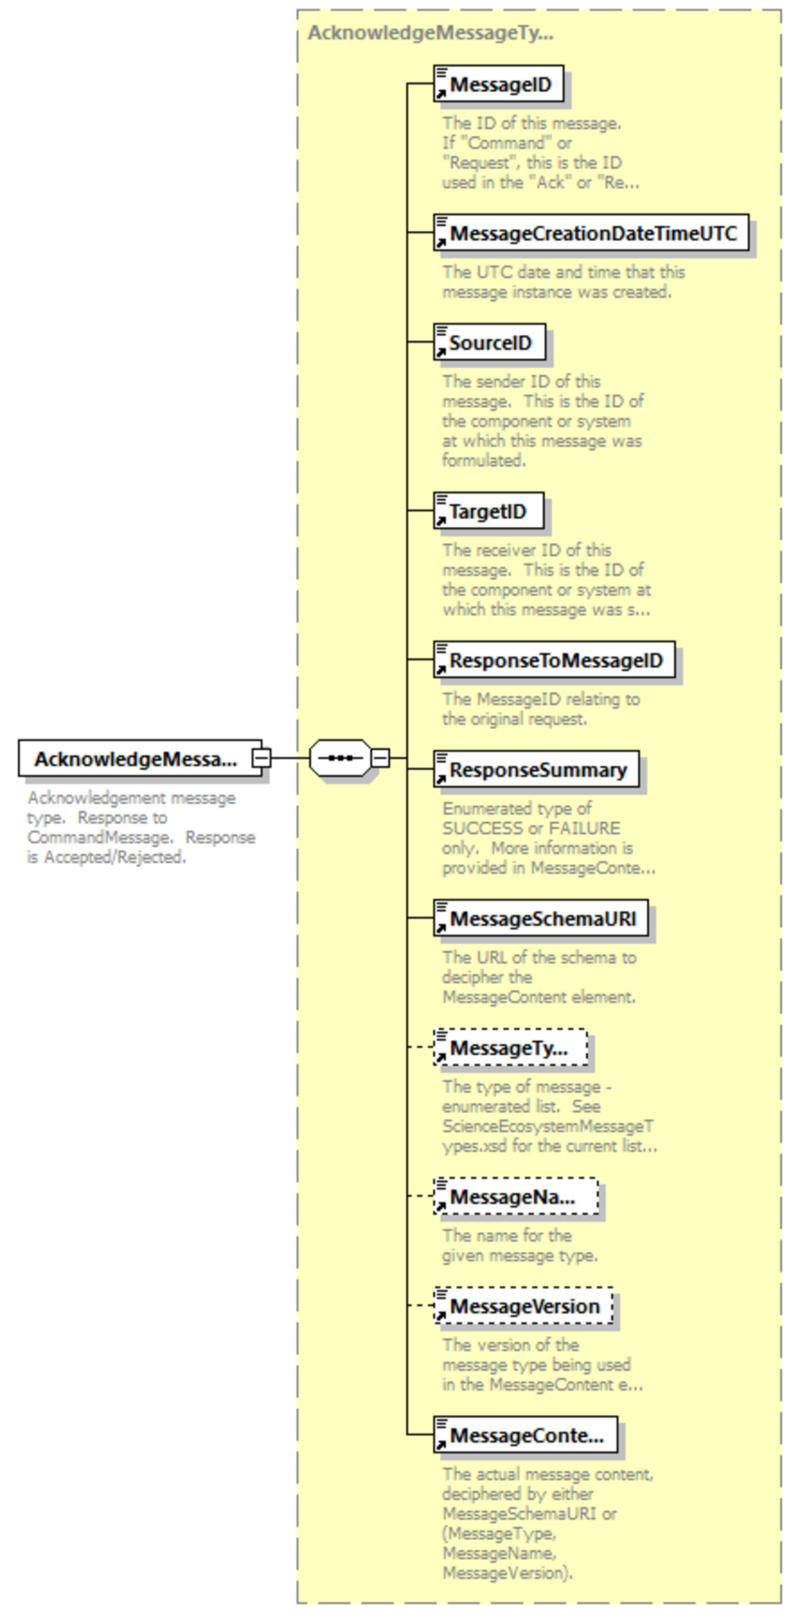 AcknowledgeMessageTy...
MessageID
The ID of this message.
If "Command" or
"Request", this is the ID
used in the "Ack" or "Re...
MessageCreationDateTimeUTC
The UTC date and time that this
message instance was created.
SourceID
The sender ID of this
message.  This is the ID of
the component or system
at which this message was
formulated.
TargetID
The receiver ID of this
message.  This is the ID of
the component or system at
which this message was s...
ResponseToMessageID
The MessageID relating to
the original request.
AcknowledgeMessa...
Acknowledgement message
type.  Response to
CommandMessage.  Response
is Accepted/Rejected.
ResponseSummary
Enumerated type of
SUCCESS or FAILURE
only.  More information is
provided in MessageConte...
MessageSchemaURI
The URL of the schema to
decipher the
MessageContent element.
MessageTy...
The type of message -
enumerated list.  See
ScienceEcosystemMessageT
ypes.xsd for the current list...
MessageNa...
The name for the
given message type.
MessageVersion
The version of the
message type being used
in the MessageContent e...
MessageConte...
The actual message content,
deciphered by either
MessageSchemaURI or
(MessageType,
MessageName,
MessageVersion).